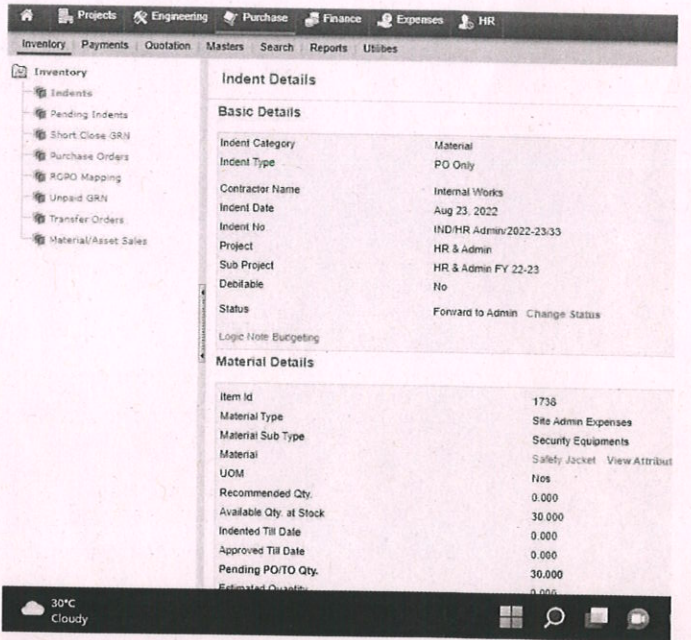 Projects Engineering Purchase Finance Expenses HR
Inventory Payments Quotation Masters Search Reports Utilities
Inventory
Indents
Pending Indents
Short Close GRN
Purchase Orders
ROPO Mapping
Unpaid GRN
Transfer Orders
Material/Asset Sales
Indent Details
Basic Details
Indent Category Material
Indent Type PO Only
Contractor Name Internal Works
Indent Date Aug 23, 2022
Indent No IND/HR Admin/2022-23/33
Project HR & Admin
Sub Project HR & Admin FY 22-23
Debitable No
Status Forward to Admin Change Status
Logic Note Budgeting
Material Details
Item Id 1738
Material Type Site Admin Expenses
Material Sub Type Security Equipments
Material Safety Jacket View Attribut
UOM Nos
Recommended Qty. 0.000
Available Qty. at Stock 30.000
Indented Till Date 0.000
Approved Till Date 0.000
Pending PO/TO Qty. 30.000
Estimated Quantity 0.000
30°C
Cloudy